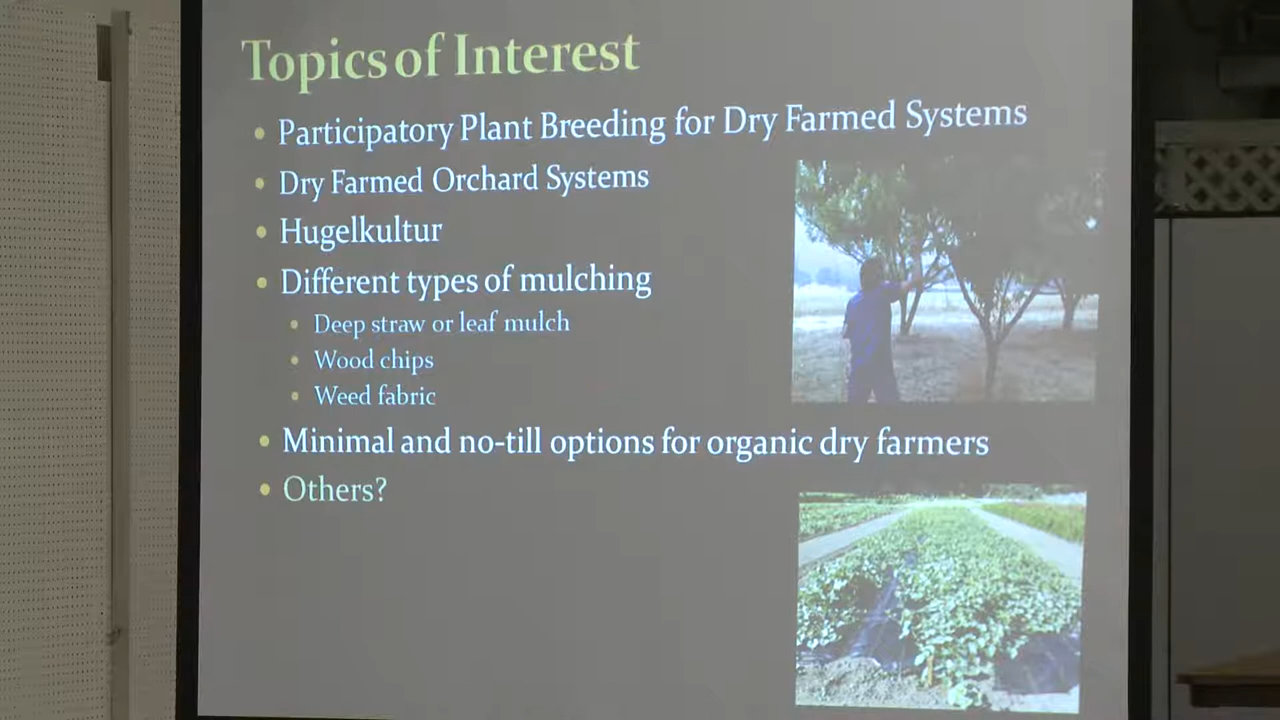 Topics of Interest
• Participatory Plant Breeding for Dry Farmed Systems
• Dry Farmed Orchard Systems
• Hugelkultur
• Different types of mulching
• Deep straw or leaf mulch
• Wood chips
• Weed fabric
• Minimal and no-till options for organic dry farmers
• Others?